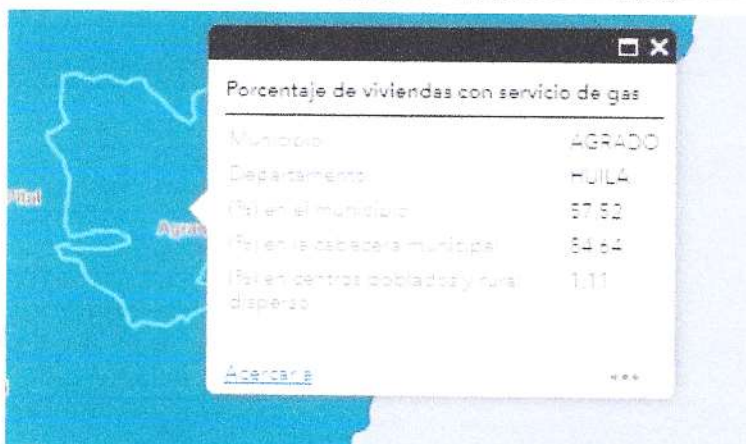 Porcentaje de viviendas con servicio de gas
Municipio AGRADO
Departamento HUILA
(%) en el municipio 57,52
(%) en la cabecera municipal 84,64
(%) en centros poblados y rural 1,11
disperso
Acercar a
Pital